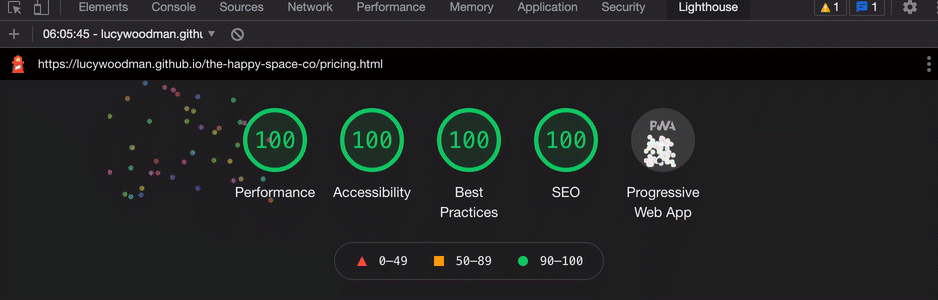 Elements Console Sources Network Performance Memory Application Security Lighthouse 1 1
06:05:45 - lucywoodman.githu
https://lucywoodman.github.io/the-happy-space-co/pricing.html
100 100 100 100 PWA
Performance Accessibility Best Practices SEO Progressive Web App
0–49 50–89 90–100